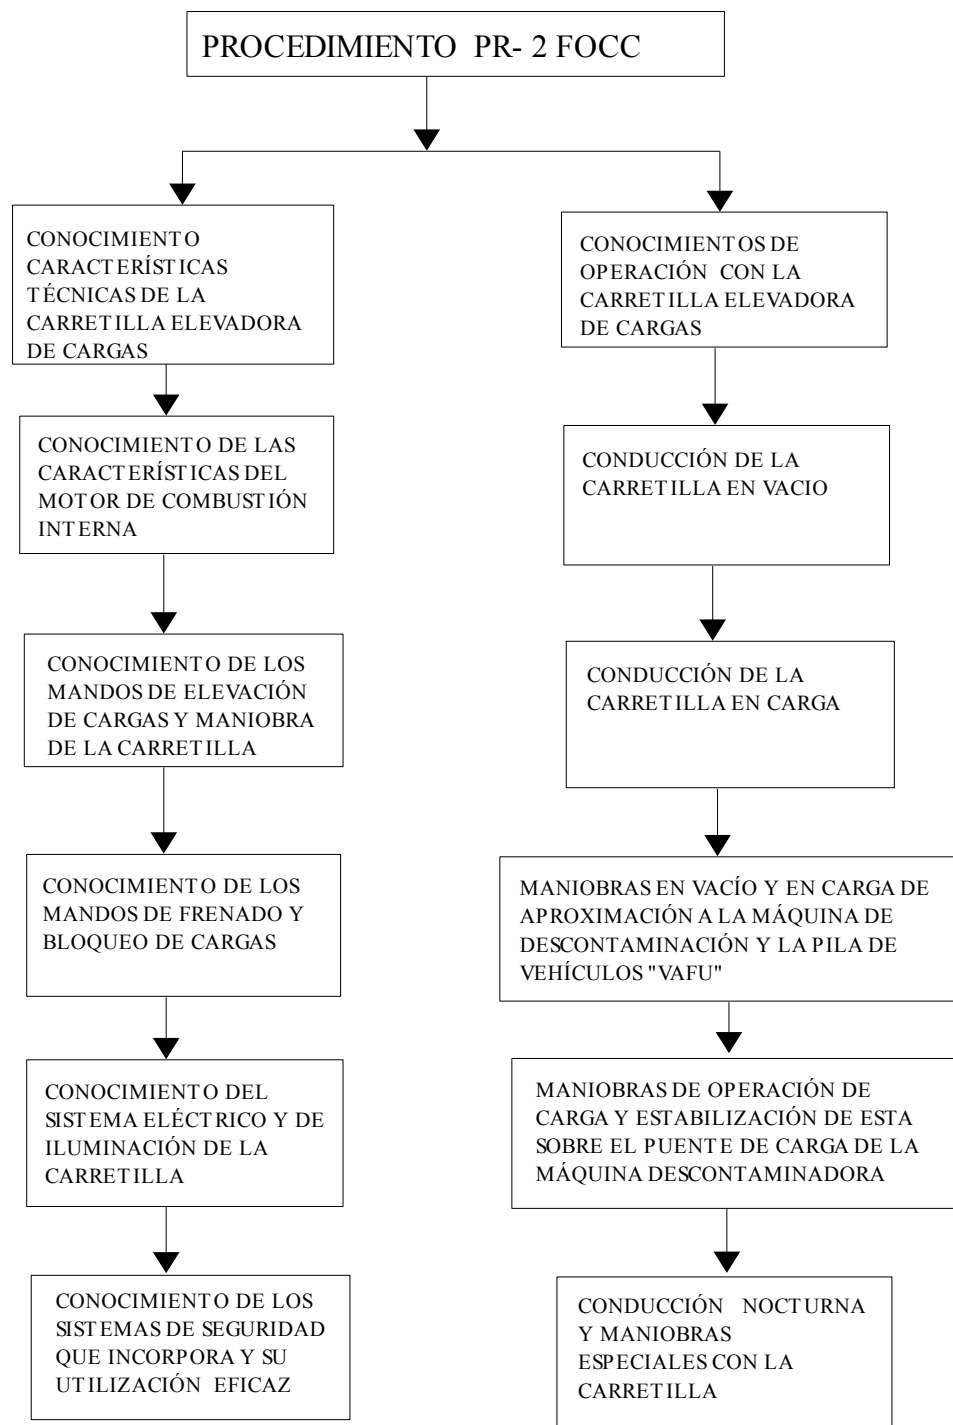 PROCEDIMIENTO PR- 2 FOCC
CONOCIMIENTO
CARACTERÍSTICAS
TÉCNICAS DE LA
CARRETILLA ELEVADORA
DE CARGAS
CONOCIMIENTO DE LAS
CARACTERÍSTICAS DEL
MOTOR DE COMBUSTIÓN
INTERNA
CONOCIMIENTO DE LOS
MANDOS DE ELEVACIÓN
DE CARGAS Y MANIOBRA
DE LA CARRETILLA
CONOCIMIENTO DE LOS
MANDOS DE FRENADO Y
BLOQUEO DE CARGAS
CONOCIMIENTO DEL
SISTEMA ELÉCTRICO Y DE
ILUMINACIÓN DE LA
CARRETILLA
CONOCIMIENTO DE LOS
SISTEMAS DE SEGURIDAD
QUE INCORPORA Y SU
UTILIZACIÓN EFICAZ
CONOCIMIENTOS DE
OPERACIÓN CON LA
CARRETILLA ELEVADORA
DE CARGAS
CONDUCCIÓN DE LA
CARRETILLA EN VACIO
CONDUCCIÓN DE LA
CARRETILLA EN CARGA
MANIOBRAS EN VACÍO Y EN CARGA DE
APROXIMACIÓN A LA MÁQUINA DE
DESCONTAMINACIÓN Y LA PILA DE
VEHÍCULOS "VAFU"
MANIOBRAS DE OPERACIÓN DE
CARGA Y ESTABILIZACIÓN DE ESTA
SOBRE EL PUENTE DE CARGA DE LA
MÁQUINA DESCONTAMINADORA
CONDUCCIÓN NOCTURNA
Y MANIOBRAS
ESPECIALES CON LA
CARRETILLA